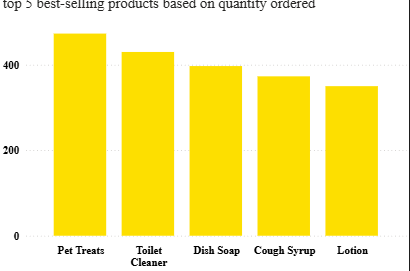 top 5 best-selling products based on quantity ordered
400
200
0
Pet Treats Toilet Cleaner Dish Soap Cough Syrup Lotion